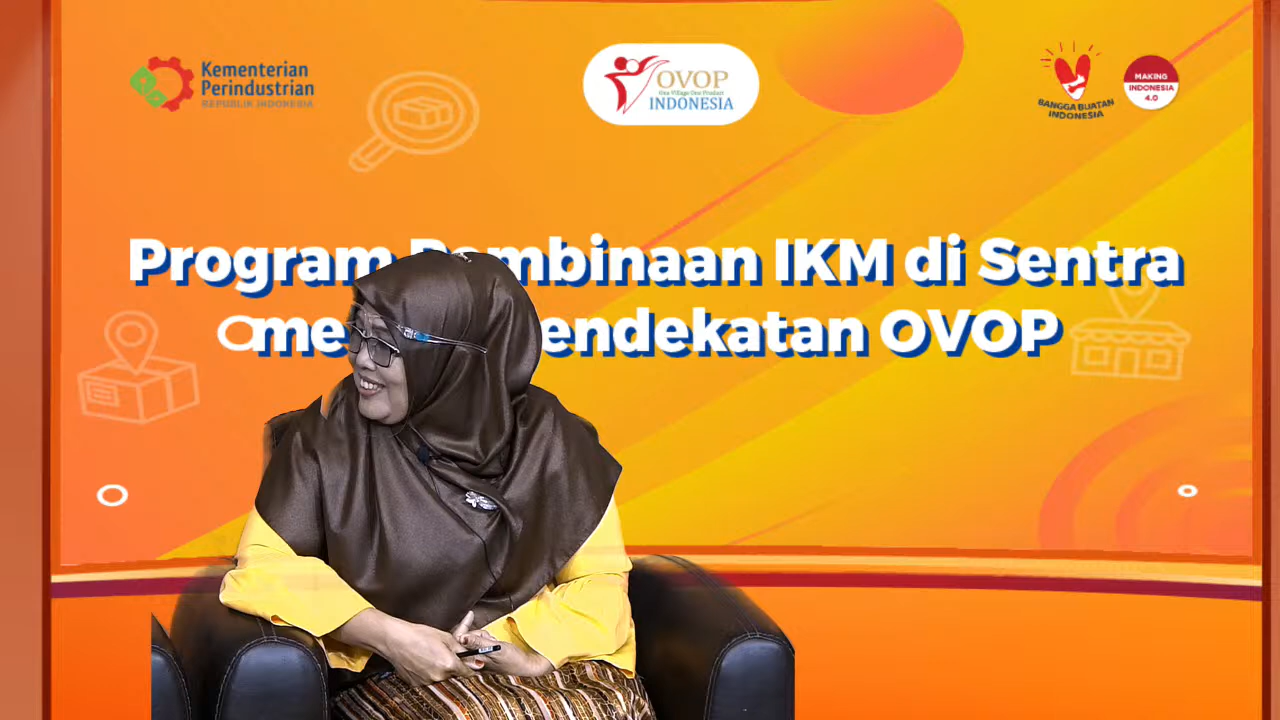 Kementerian
Perindustrian
REPUBLIK INDONESIA
OVOP
One Village One Product
INDONESIA
BANGGA BUATAN
INDONESIA
MAKING
INDONESIA
4.0
Program Pembinaan IKM di Sentra
me endekatan OVOP